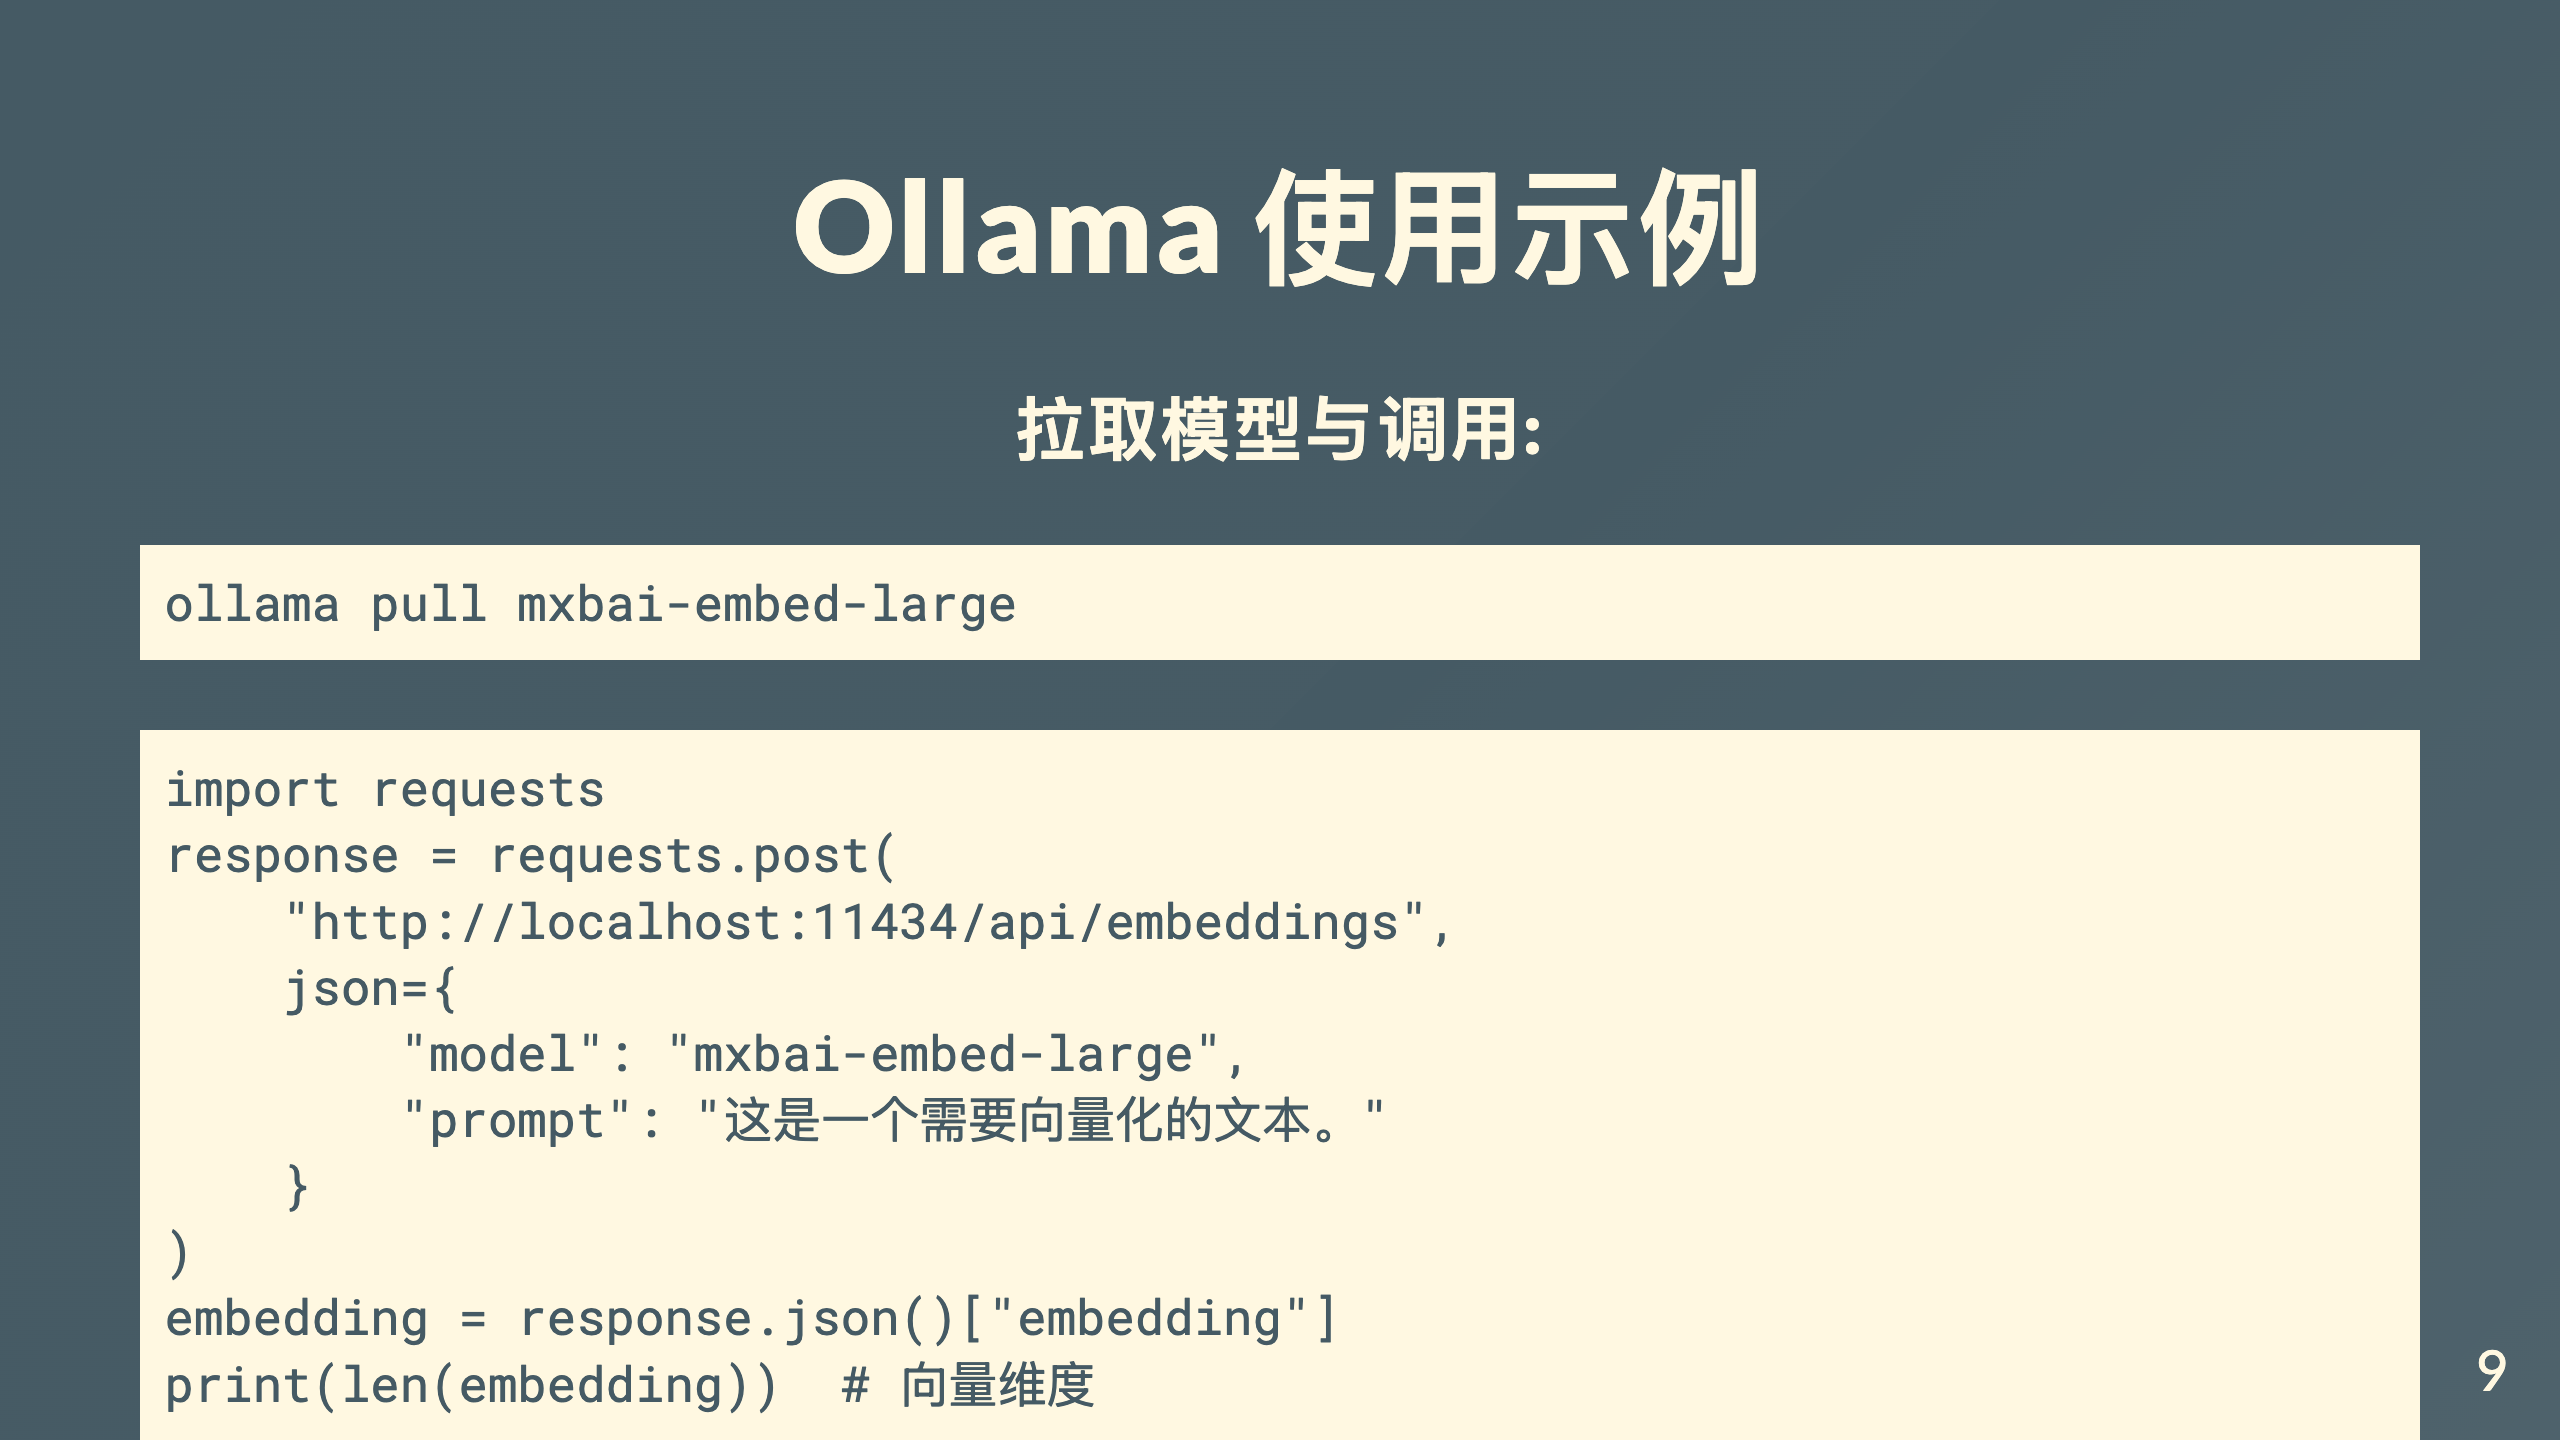 Ollama 使用示例
拉取模型与调用:
ollama pull mxbai-embed-large
import requests
response = requests.post(
    "http://localhost:11434/api/embeddings",
    json={
        "model": "mxbai-embed-large",
        "prompt": "这是一个需要向量化的文本。"
    }
)
embedding = response.json()["embedding"]
print(len(embedding))  # 向量维度
9